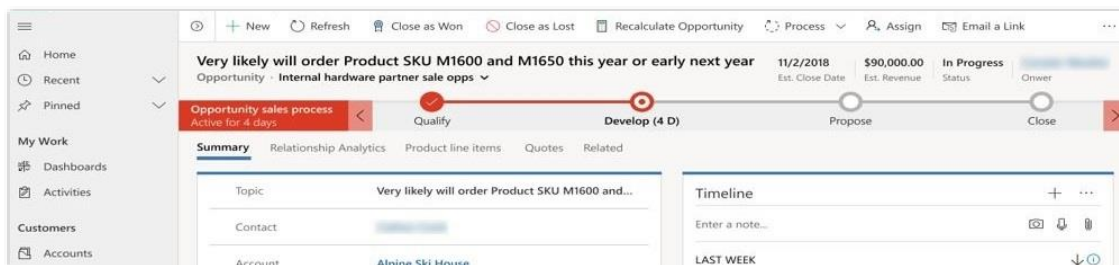 New Refresh Close as Won Close as Lost Recalculate Opportunity Process Assign Email a Link
Home
Recent
Pinned
My Work
Dashboards
Activities
Customers
Accounts
Very likely will order Product SKU M1600 and M1650 this year or early next year
Opportunity · Internal hardware partner sale opps
11/2/2018 $90,000.00 In Progress
Est. Close Date Est. Revenue Status Onwer
Opportunity sales process
Active for 4 days
Qualify Develop (4 D) Propose Close
Summary Relationship Analytics Product line items Quotes Related
Topic Very likely will order Product SKU M1600 and...
Contact
Account Alpine Ski House
Timeline
Enter a note...
LAST WEEK